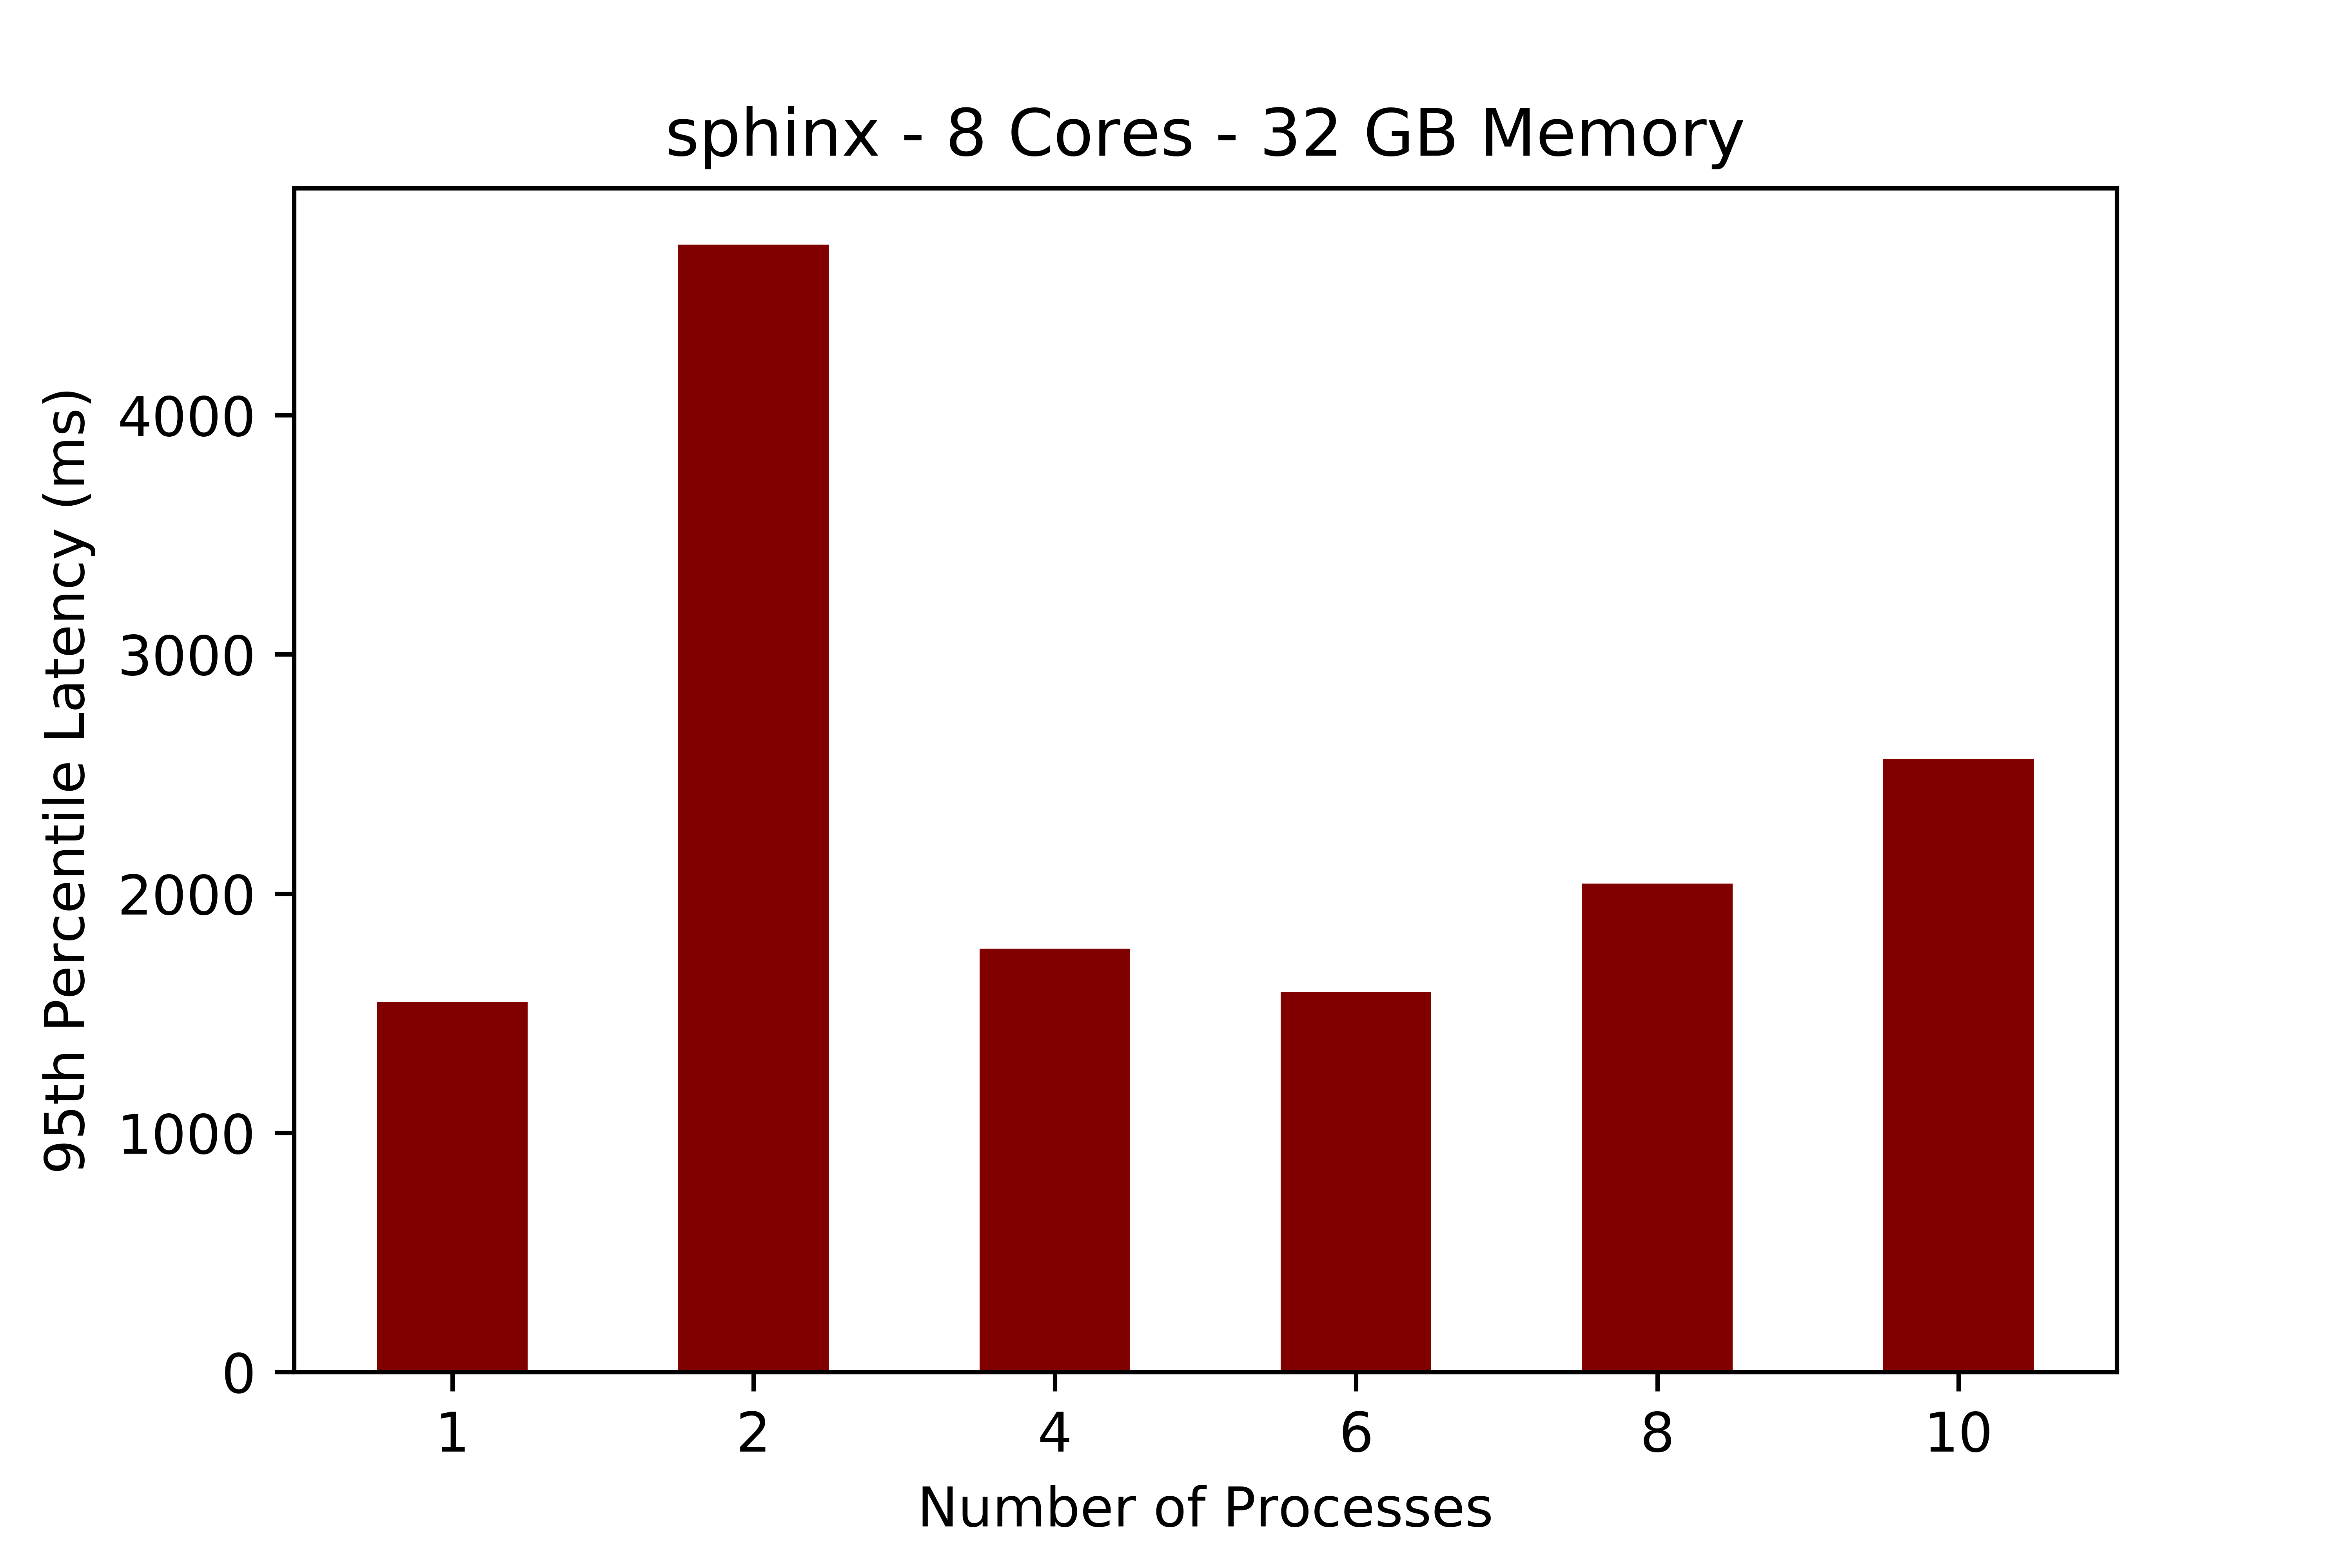 sphinx - 8 Cores - 32 GB Memory
95th Percentile Latency (ms)
4000
3000
2000
1000
0
1 2 4 6 8 10
Number of Processes